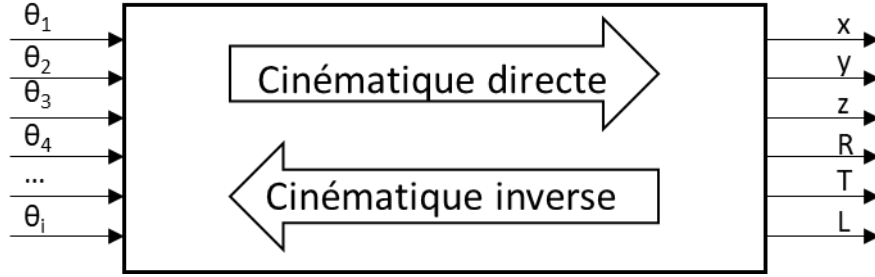 θ1
θ2
θ3
θ4
...
θi
Cinématique directe
Cinématique inverse
x
y
z
R
T
L